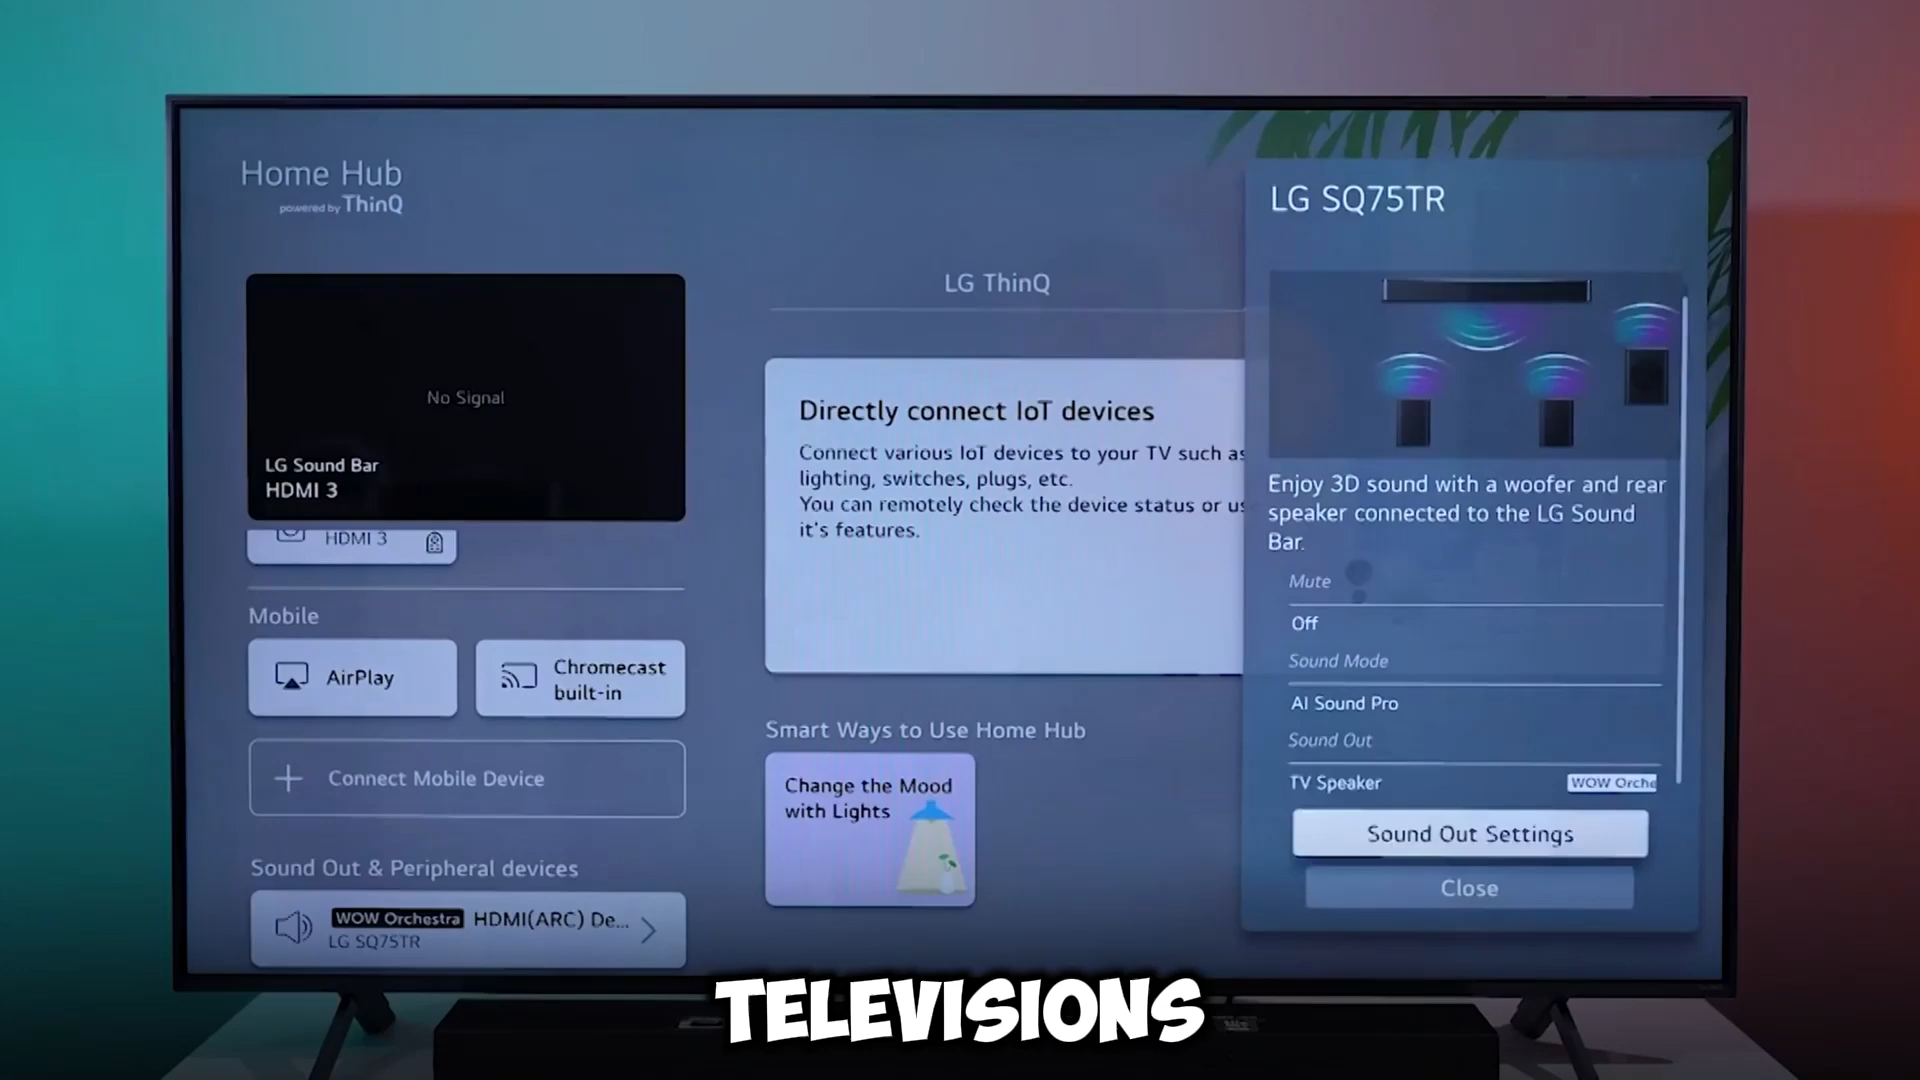 Home Hub
powered by ThinQ
No Signal
LG Sound Bar
HDMI 3
HDMI 3
Mobile
AirPlay
Chromecast
built-in
+ Connect Mobile Device
Sound Out & Peripheral devices
WOW Orchestra HDMI(ARC) De...
LG SQ75TR
LG ThinQ
Directly connect IoT devices
Connect various IoT devices to your TV such as
lighting, switches, plugs, etc.
You can remotely check the device status or us
it's features.
Smart Ways to Use Home Hub
Change the Mood
with Lights
LG SQ75TR
Enjoy 3D sound with a woofer and rear
speaker connected to the LG Sound
Bar.
Mute
Off
Sound Mode
AI Sound Pro
Sound Out
TV Speaker WOW Orche
Sound Out Settings
Close
TELEVISIONS